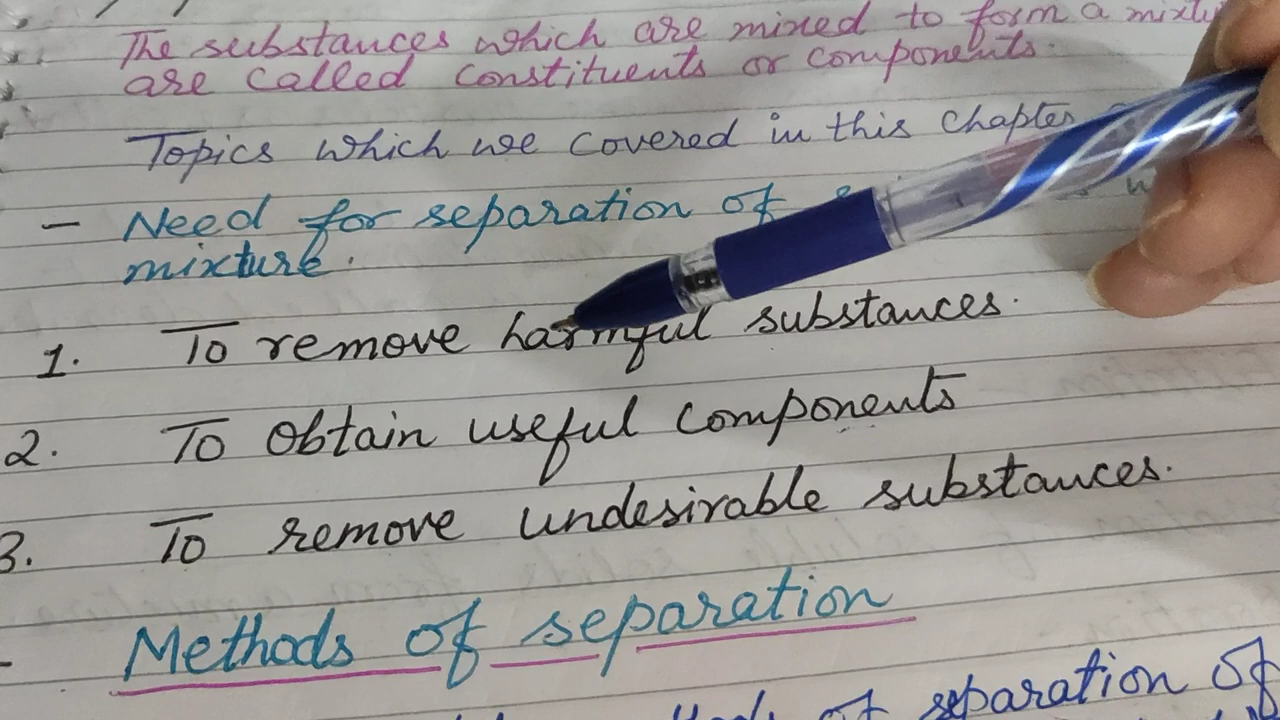 The substances which are mixed to form a
are called constituents or components.
Topics which we covered in this chapter
- Need for separation of
mixture.
1. To remove harmful substances.
2. To obtain useful components
3. To remove undesirable substances.
- Methods of separation
of separation of